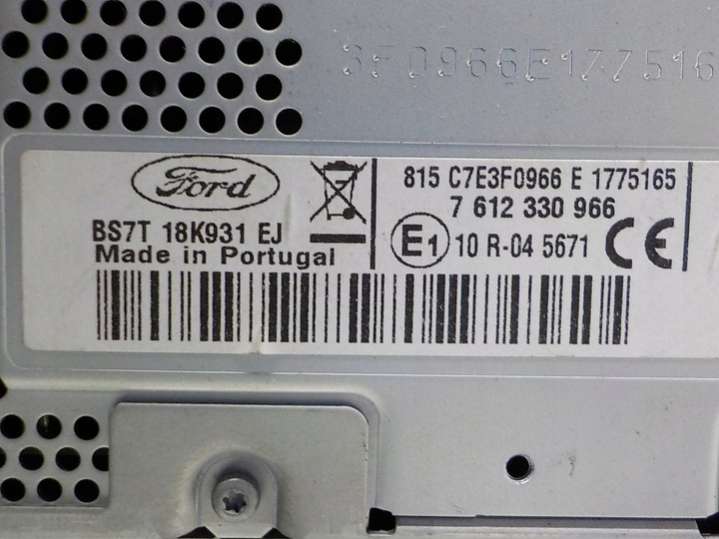 3F0966E177516
Ford
BS7T 18K931 EJ
Made in Portugal
815 C7E3F0966 E 1775165
7 612 330 966
E1 10 R-04 5671 CE